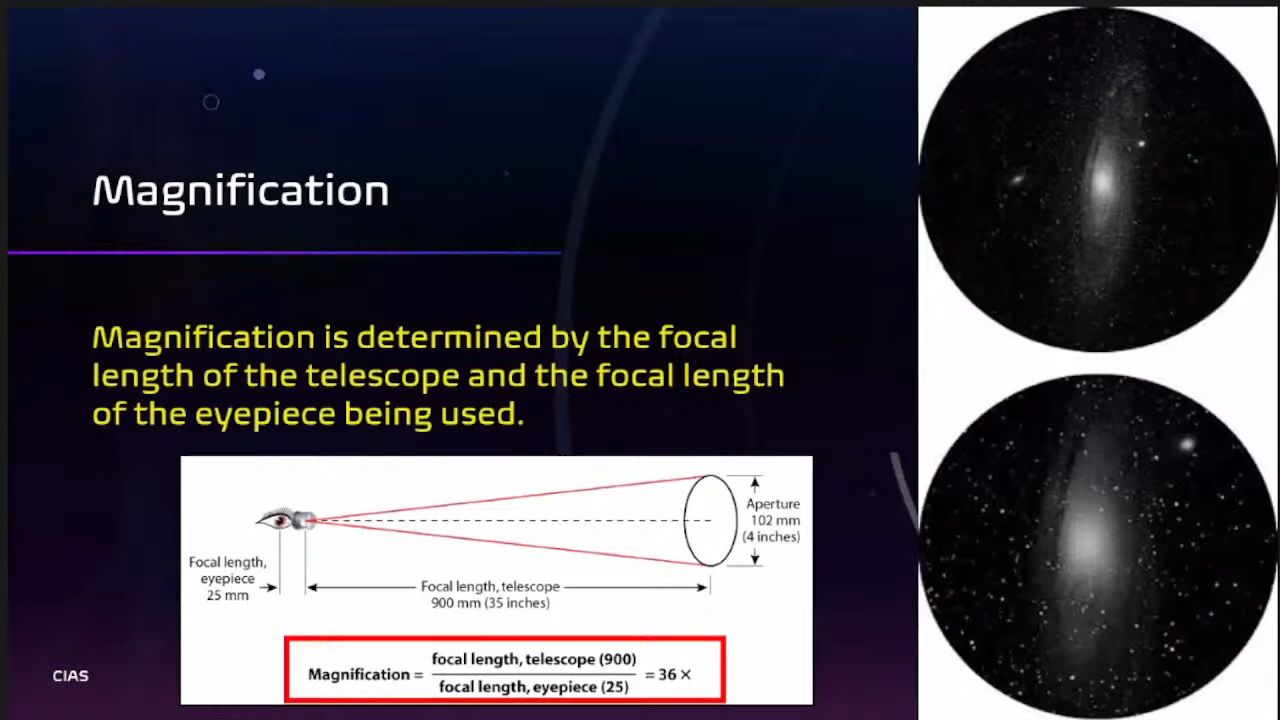 Magnification
Magnification is determined by the focal
length of the telescope and the focal length
of the eyepiece being used.
Aperture
102 mm
(4 inches)
Focal length,
eyepiece
25 mm
Focal length, telescope
900 mm (35 inches)
Magnification = focal length, telescope (900) / focal length, eyepiece (25) = 36 ×
CIAS